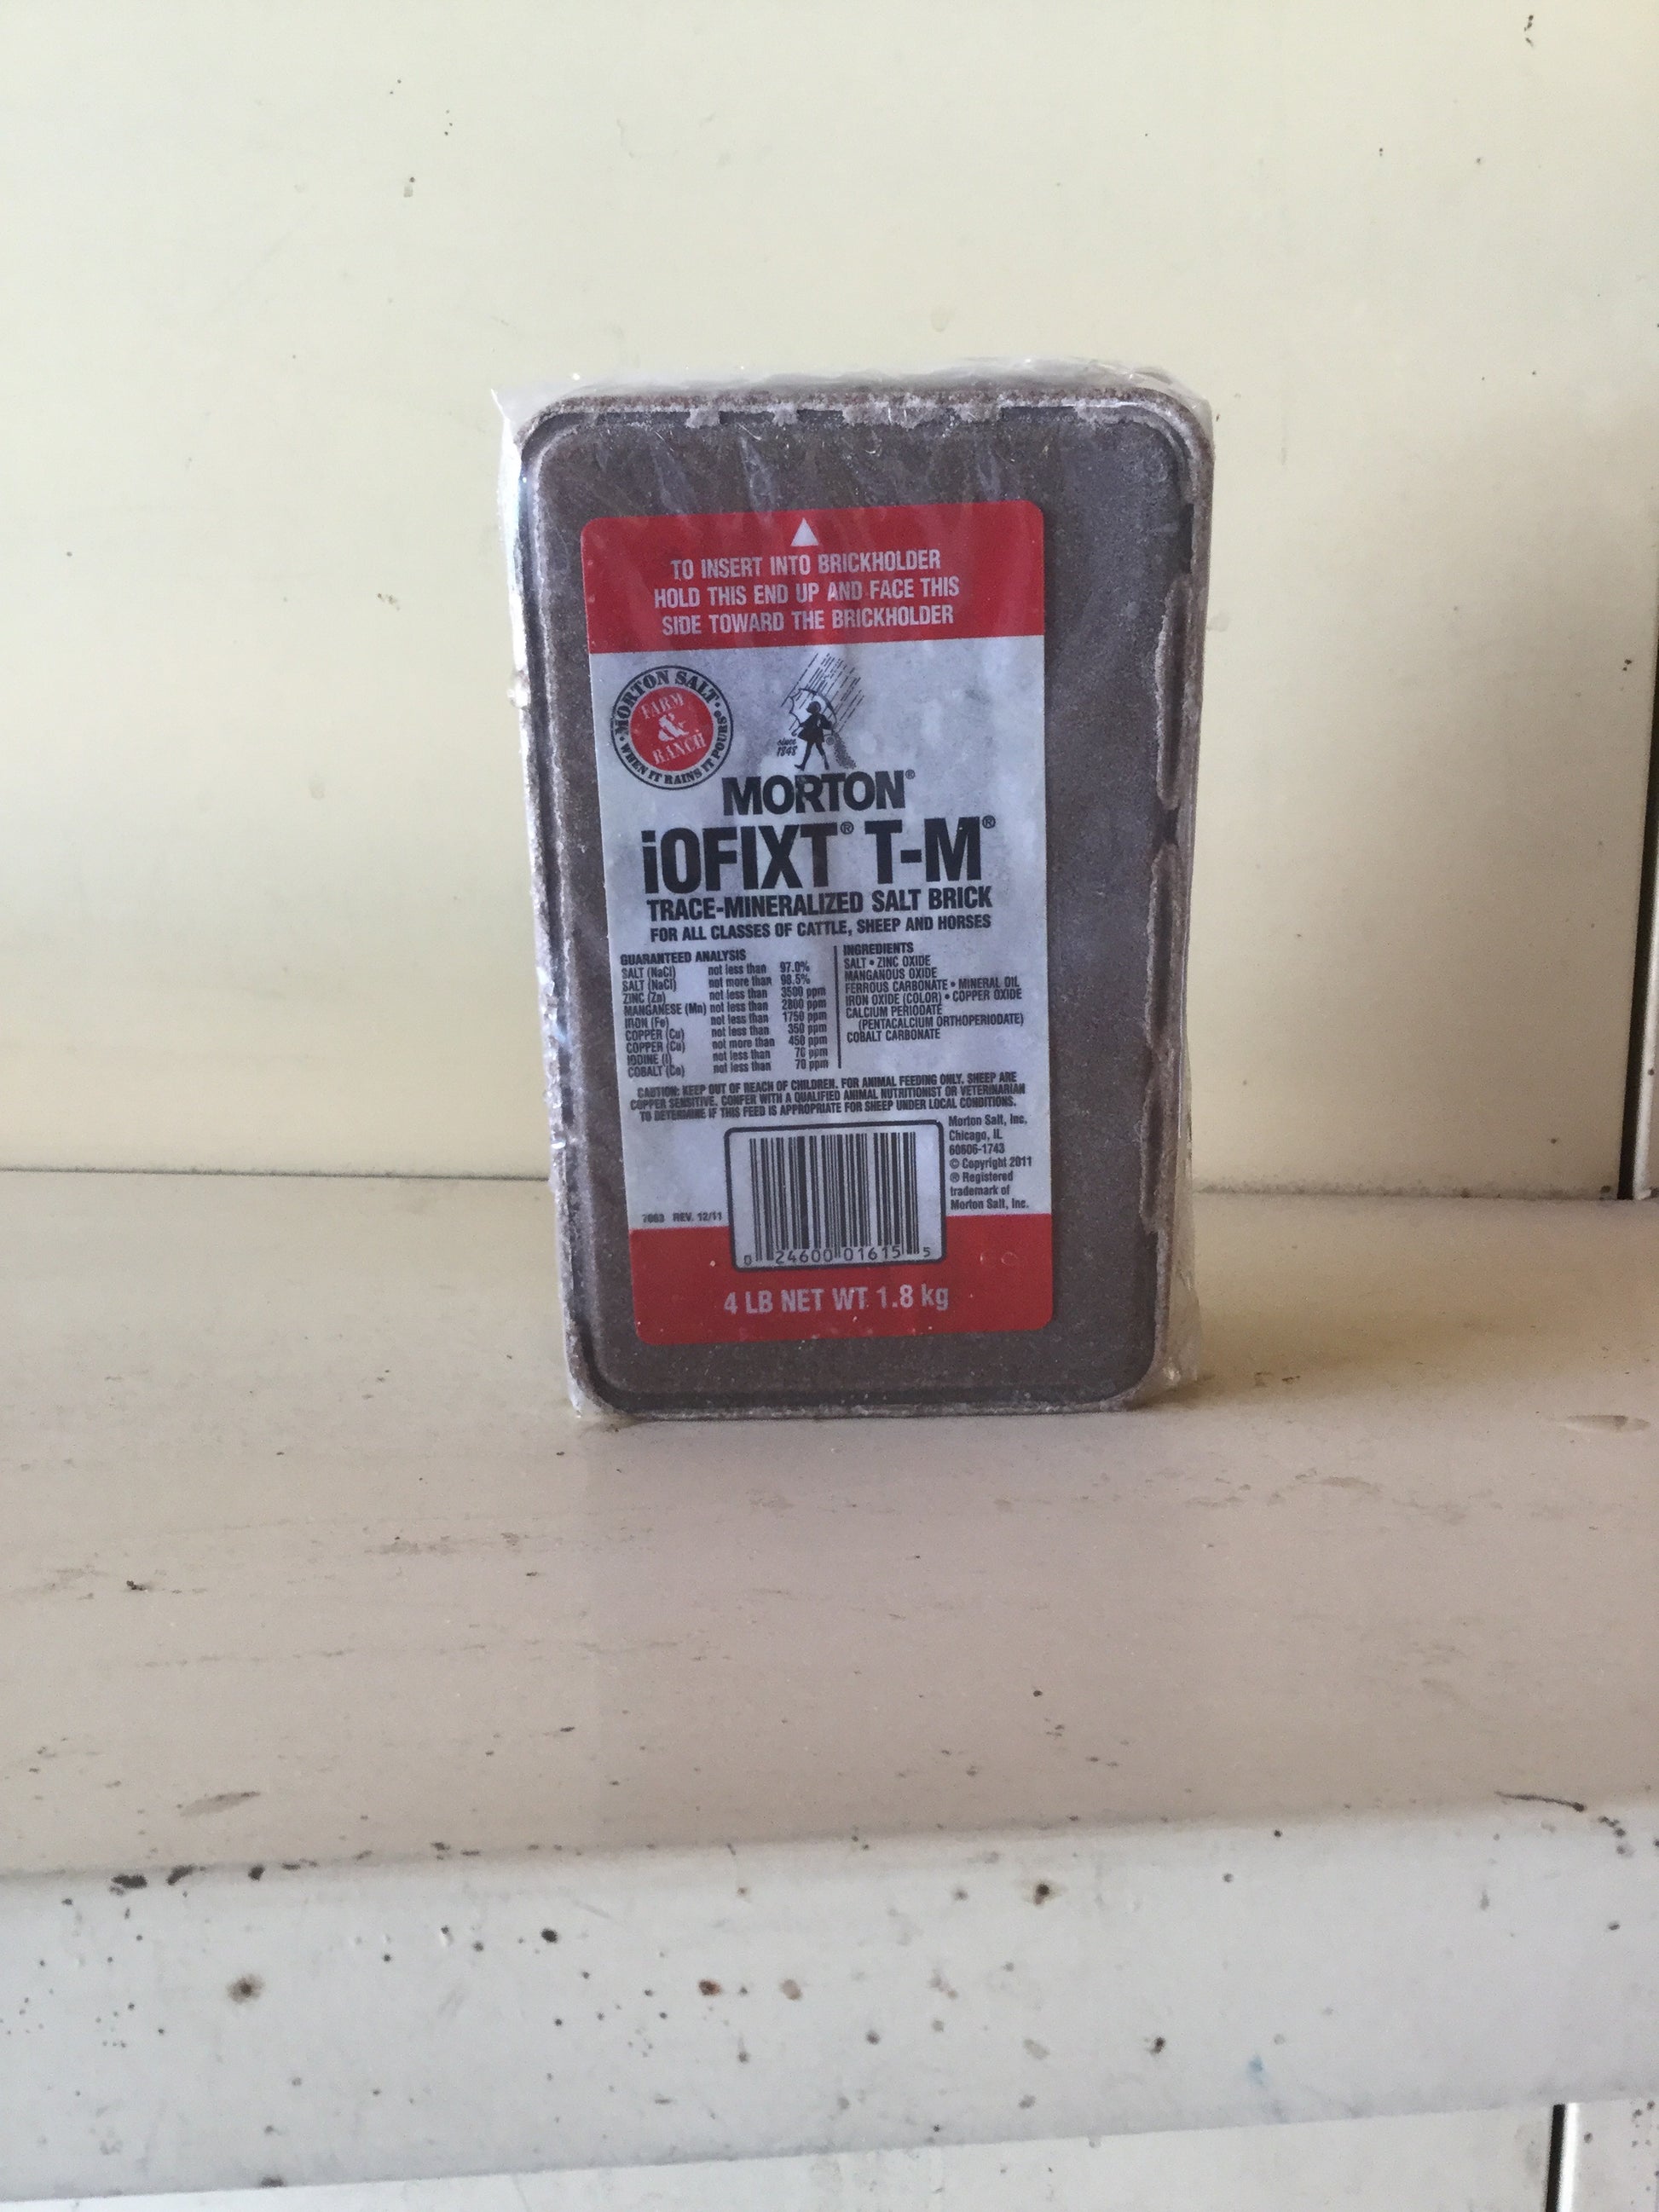 TO INSERT INTO BRICKHOLDER
HOLD THIS END UP AND FACE THIS
SIDE TOWARD THE BRICKHOLDER
MORTON SALT
WHEN IT RAINS IT POURS
FARM
&
RANCH
since
1848
MORTON®
iOFIXT® T-M®
TRACE-MINERALIZED SALT BRICK
FOR ALL CLASSES OF CATTLE, SHEEP AND HORSES
GUARANTEED ANALYSIS
SALT (NaCl) not less than 97.0%
SALT (NaCl) not more than 98.5%
ZINC (Zn) not less than 3500 ppm
MANGANESE (Mn) not less than 2800 ppm
IRON (Fe) not less than 1750 ppm
COPPER (Cu) not less than 350 ppm
COPPER (Cu) not more than 450 ppm
IODINE (I) not less than 70 ppm
COBALT (Co) not less than 70 ppm
INGREDIENTS
SALT • ZINC OXIDE
MANGANOUS OXIDE
FERROUS CARBONATE • MINERAL OIL
IRON OXIDE (COLOR) • COPPER OXIDE
CALCIUM PERIODATE
(PENTACALCIUM ORTHOPERIODATE)
COBALT CARBONATE
CAUTION: KEEP OUT OF REACH OF CHILDREN. FOR ANIMAL FEEDING ONLY. SHEEP ARE
COPPER SENSITIVE. CONFER WITH A QUALIFIED ANIMAL NUTRITIONIST OR VETERINARIAN
TO DETERMINE IF THIS FEED IS APPROPRIATE FOR SHEEP UNDER LOCAL CONDITIONS.
Morton Salt, Inc.
Chicago, IL
60606-1743
© Copyright 2011
® Registered
trademark of
Morton Salt, Inc.
7063 REV. 12/11
0 24600 01615 5
4 LB NET WT 1.8 kg